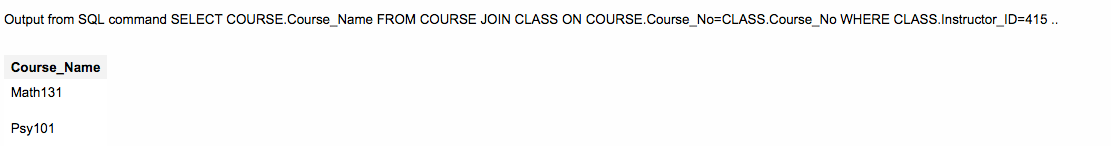 Output from SQL command SELECT COURSE.Course_Name FROM COURSE JOIN CLASS ON COURSE.Course_No=CLASS.Course_No WHERE CLASS.Instructor_ID=415 ..
Course_Name
Math131
Psy101